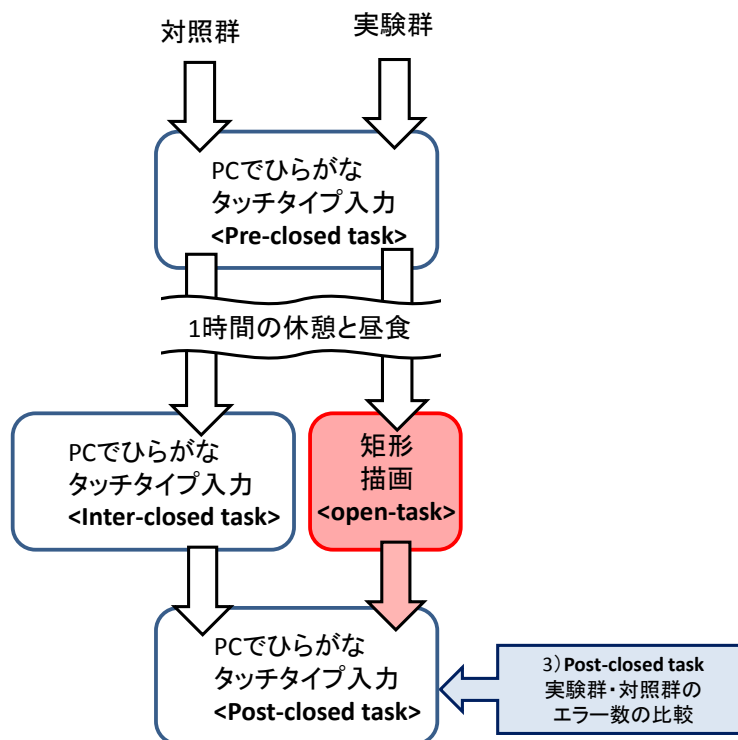 対照群
実験群
PCでひらがな
タッチタイプ入力
<Pre-closed task>
1時間の休憩と昼食
PCでひらがな
タッチタイプ入力
<Inter-closed task>
矩形
描画
<open-task>
PCでひらがな
タッチタイプ入力
<Post-closed task>
3）Post-closed task
実験群・対照群の
エラー数の比較